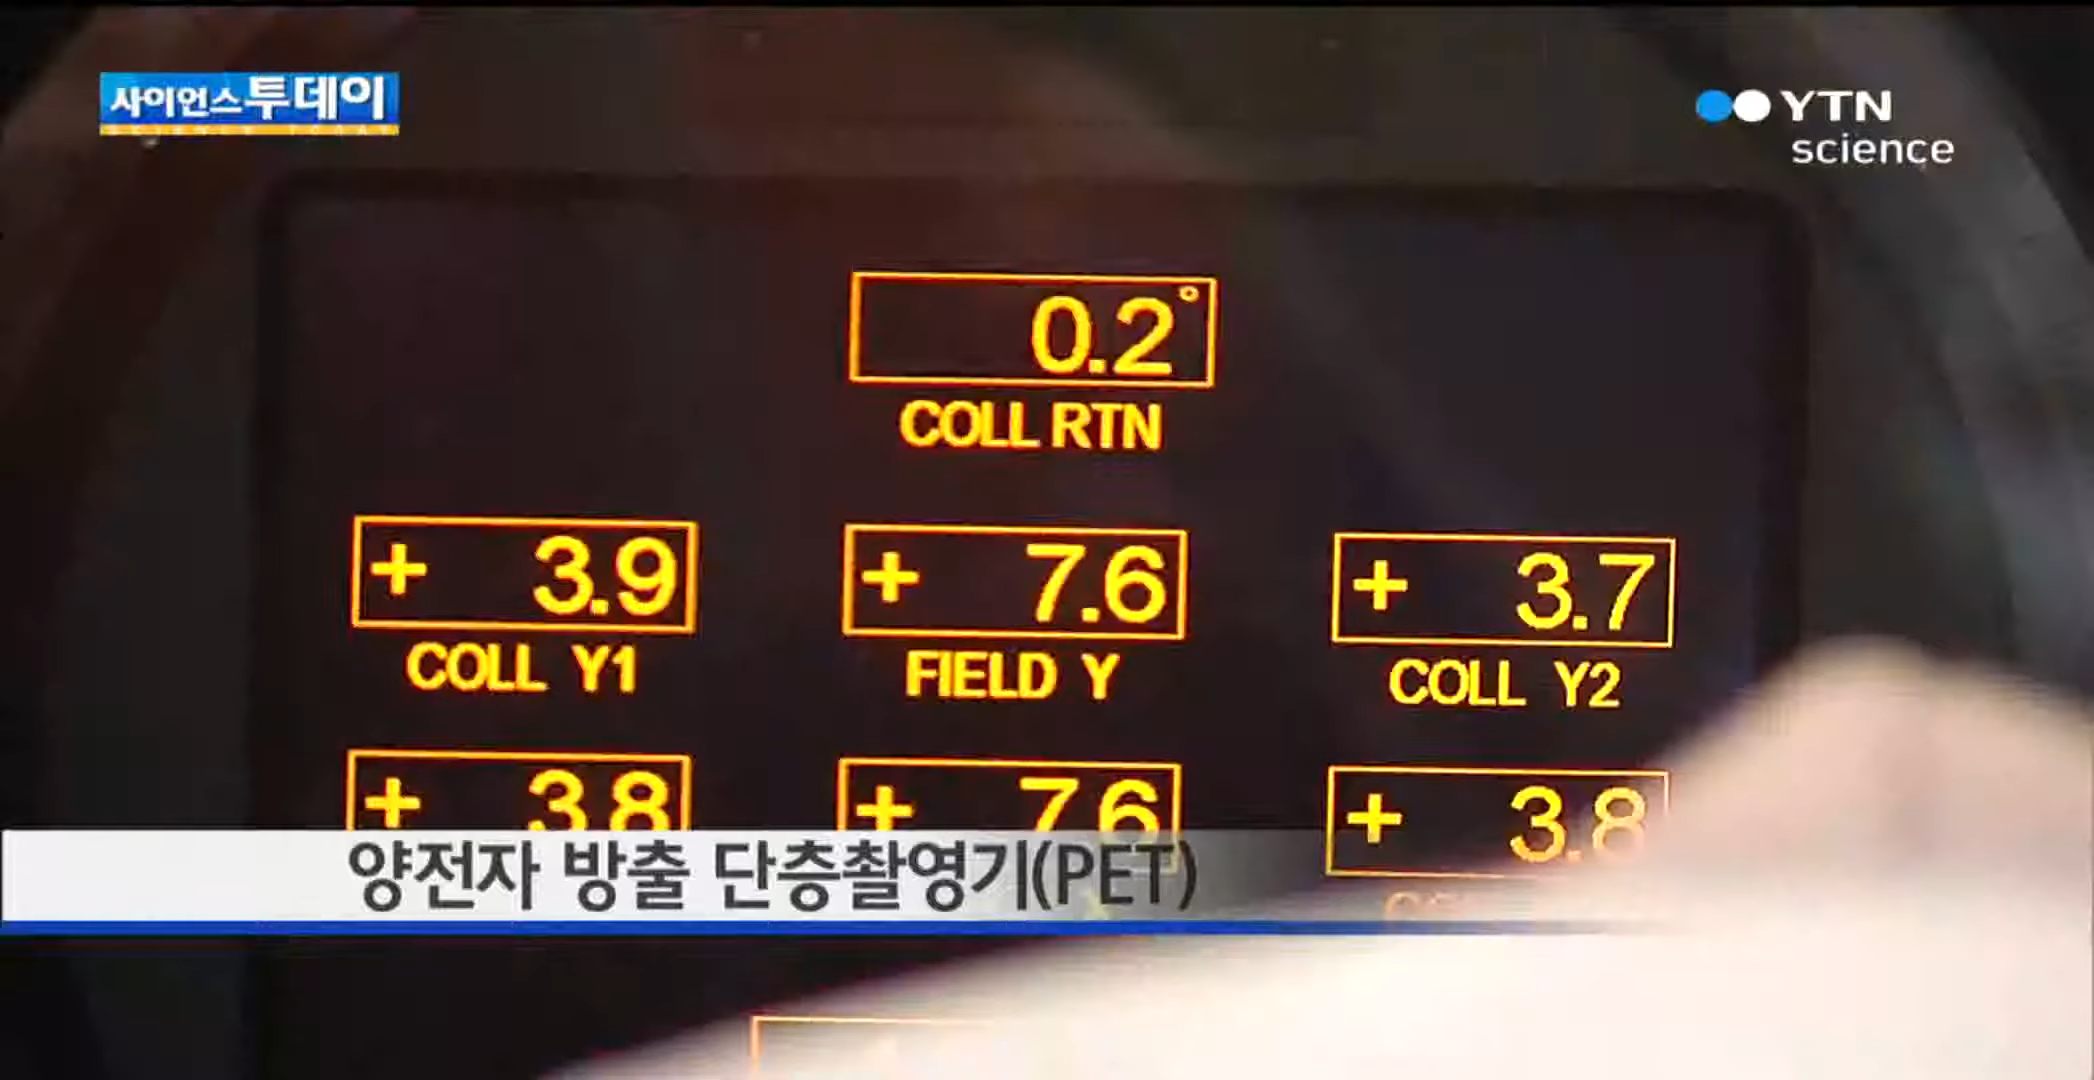 사이언스투데이
SCIENCE TODAY
YTN
science
0.2°
COLL RTN
+ 3.9
+ 7.6
+ 3.7
COLL Y1
FIELD Y
COLL Y2
+ 3.8
+ 7.6
+ 3.8
양전자 방출 단층촬영기(PET)